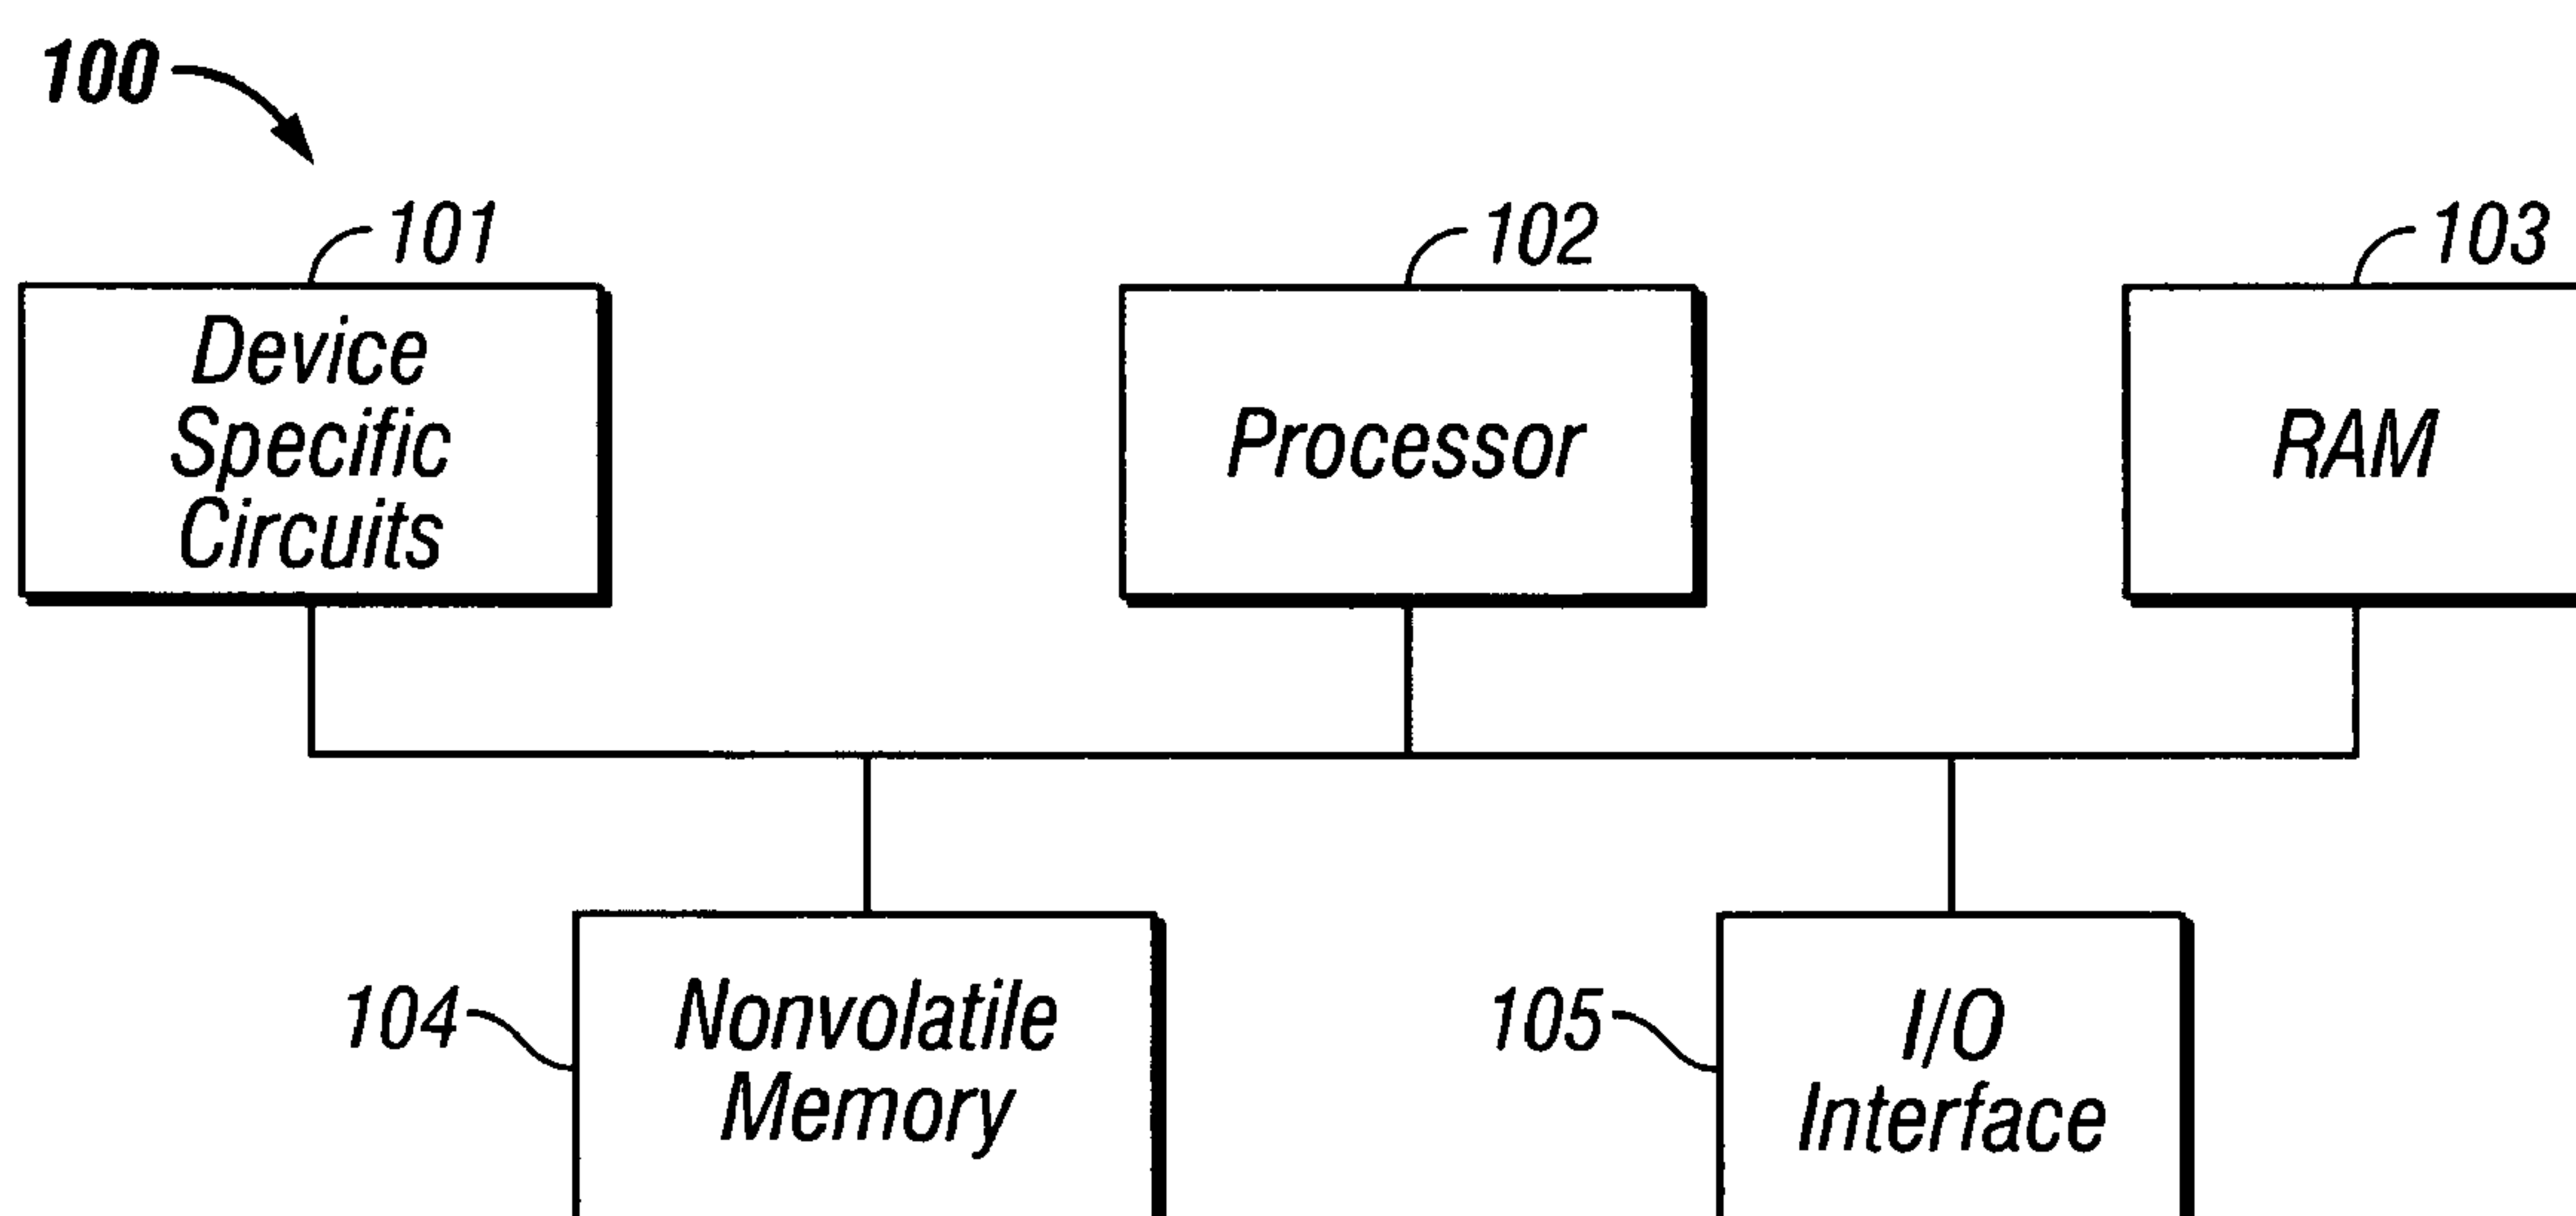 100
101
102
103
Device
Specific
Circuits
Processor
RAM
104
Nonvolatile
Memory
105
I/O
Interface